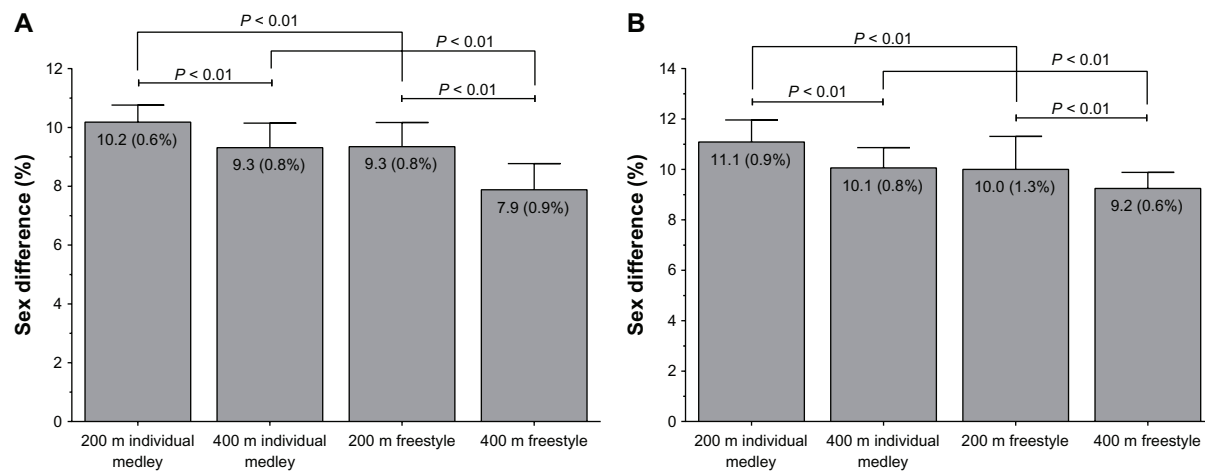 A
P < 0.01
P < 0.01
P < 0.01
P < 0.01
Sex difference (%)
12
10
8
6
4
2
0
10.2 (0.6%)
9.3 (0.8%)
9.3 (0.8%)
7.9 (0.9%)
200 m individual
medley
400 m individual
medley
200 m freestyle
400 m freestyle
B
P < 0.01
P < 0.01
P < 0.01
P < 0.01
Sex difference (%)
14
12
10
8
6
4
2
0
11.1 (0.9%)
10.1 (0.8%)
10.0 (1.3%)
9.2 (0.6%)
200 m individual
medley
400 m individual
medley
200 m freestyle
400 m freestyle